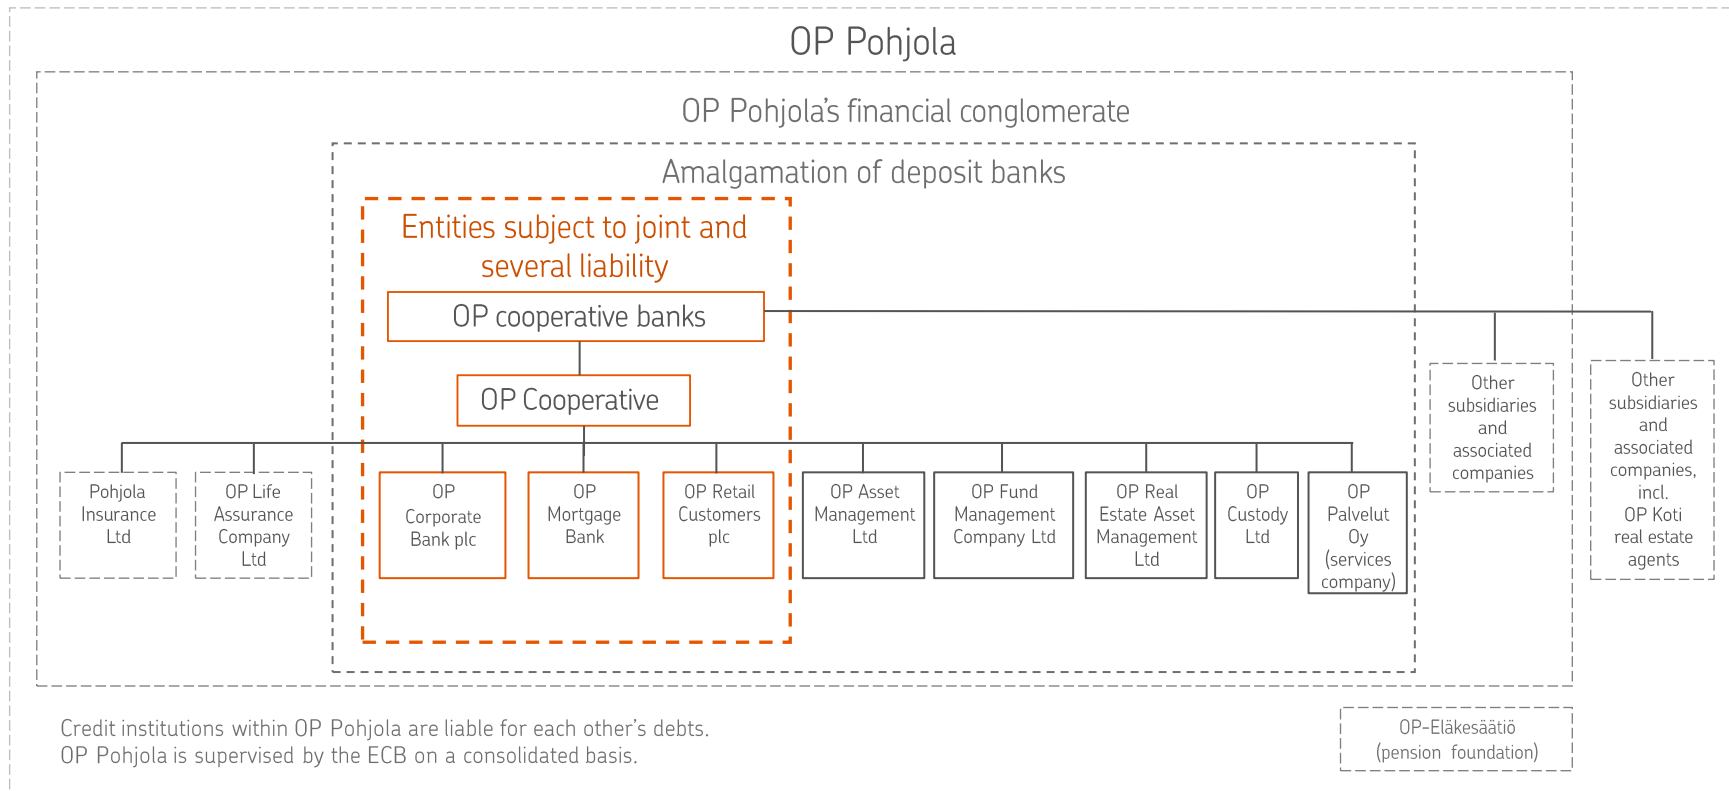 OP Pohjola
OP Pohjola's financial conglomerate
Amalgamation of deposit banks
Entities subject to joint and
several liability
OP cooperative banks
OP Cooperative
Pohjola
Insurance
Ltd
OP Life
Assurance
Company
Ltd
OP
Corporate
Bank plc
OP
Mortgage
Bank
OP Retail
Customers
plc
OP Asset
Management
Ltd
OP Fund
Management
Company Ltd
OP Real
Estate Asset
Management
Ltd
OP
Custody
Ltd
OP
Palvelut
Oy
(services
company)
Other
subsidiaries
and
associated
companies
Other
subsidiaries
and
associated
companies,
incl.
OP Koti
real estate
agents
Credit institutions within OP Pohjola are liable for each other's debts.
OP Pohjola is supervised by the ECB on a consolidated basis.
OP-Eläkesäätiö
(pension foundation)